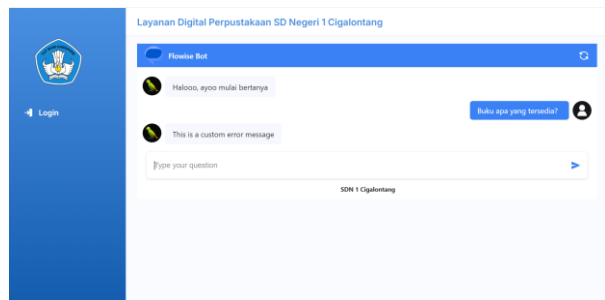 Layanan Digital Perpustakaan SD Negeri 1 Cigalontang
Flowise Bot
Halooo, ayoo mulai bertanya
Login
Buku apa yang tersedia?
This is a custom error message
Type your question
SDN 1 Cigalontang